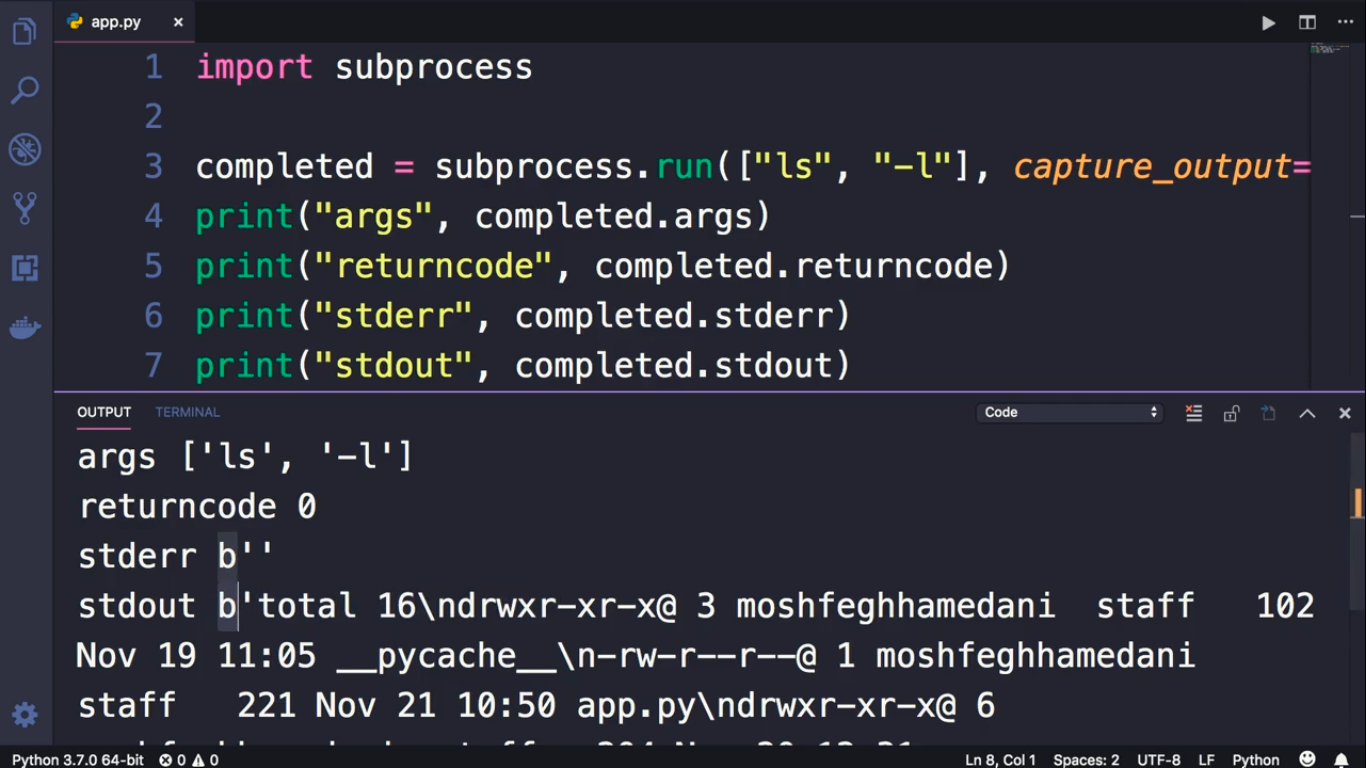 app.py
1 import subprocess
2
3 completed = subprocess.run(["ls", "-l"], capture_output=
4 print("args", completed.args)
5 print("returncode", completed.returncode)
6 print("stderr", completed.stderr)
7 print("stdout", completed.stdout)
OUTPUT TERMINAL Code
args ['ls', '-l']
returncode 0
stderr b''
stdout b'total 16\ndrwxr-xr-x@ 3 moshfeghhamedani  staff   102
Nov 19 11:05 __pycache__\n-rw-r--r--@ 1 moshfeghhamedani
staff   221 Nov 21 10:50 app.py\ndrwxr-xr-x@ 6
Python 3.7.0 64-bit 0 0 Ln 8, Col 1 Spaces: 2 UTF-8 LF Python